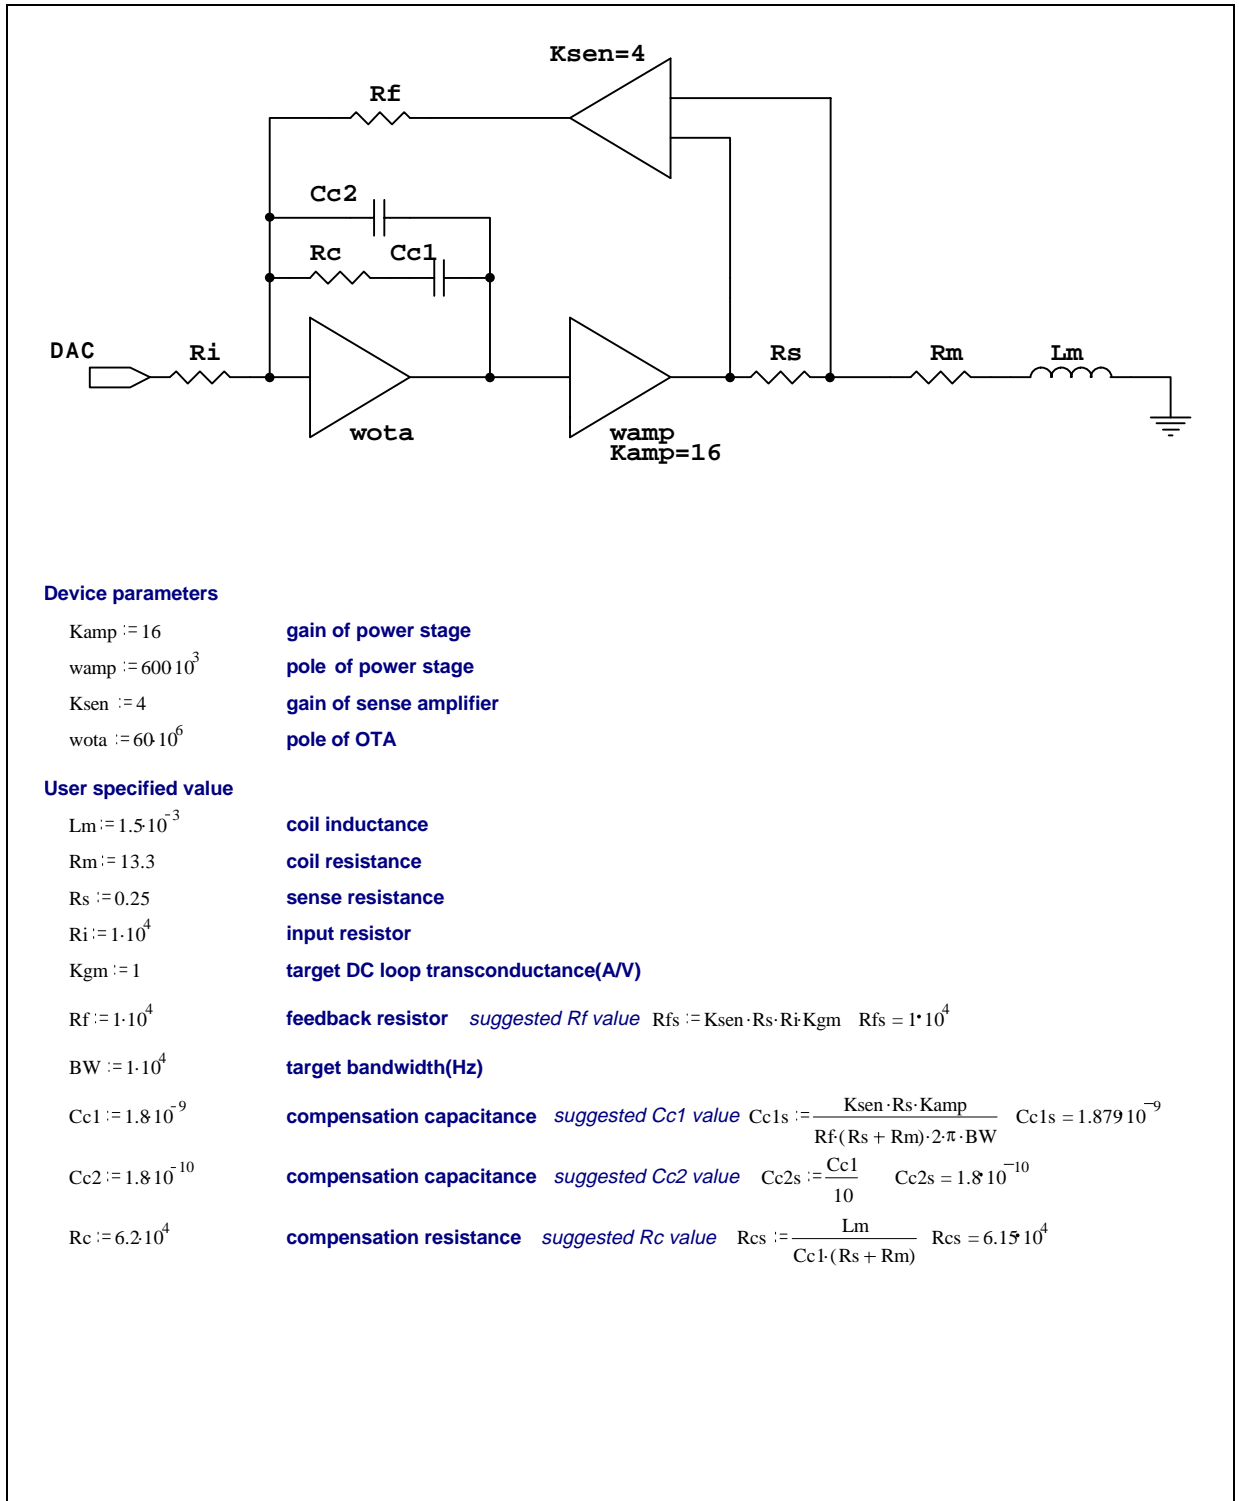 Ksen=4
Rf
Cc2
Rc Cc1
DAC Ri Rs Rm Lm
wota wamp
Kamp=16
Device parameters
Kamp := 16 gain of power stage
wamp := 600·10^3 pole of power stage
Ksen := 4 gain of sense amplifier
wota := 60·10^6 pole of OTA
User specified value
Lm := 1.5·10^-3 coil inductance
Rm := 13.3 coil resistance
Rs := 0.25 sense resistance
Ri := 1·10^4 input resistor
Kgm := 1 target DC loop transconductance(A/V)
Rf := 1·10^4 feedback resistor suggested Rf value Rfs := Ksen·Rs·Ri·Kgm Rfs = 1•10^4
BW := 1·10^4 target bandwidth(Hz)
Cc1 := 1.8·10^-9 compensation capacitance suggested Cc1 value Cc1s := Ksen·Rs·Kamp / Rf·(Rs + Rm)·2·π·BW Cc1s = 1.879 10^-9
Cc2 := 1.8·10^-10 compensation capacitance suggested Cc2 value Cc2s := Cc1 / 10 Cc2s = 1.8•10^-10
Rc := 6.2·10^4 compensation resistance suggested Rc value Rcs := Lm / Cc1·(Rs + Rm) Rcs = 6.15•10^4